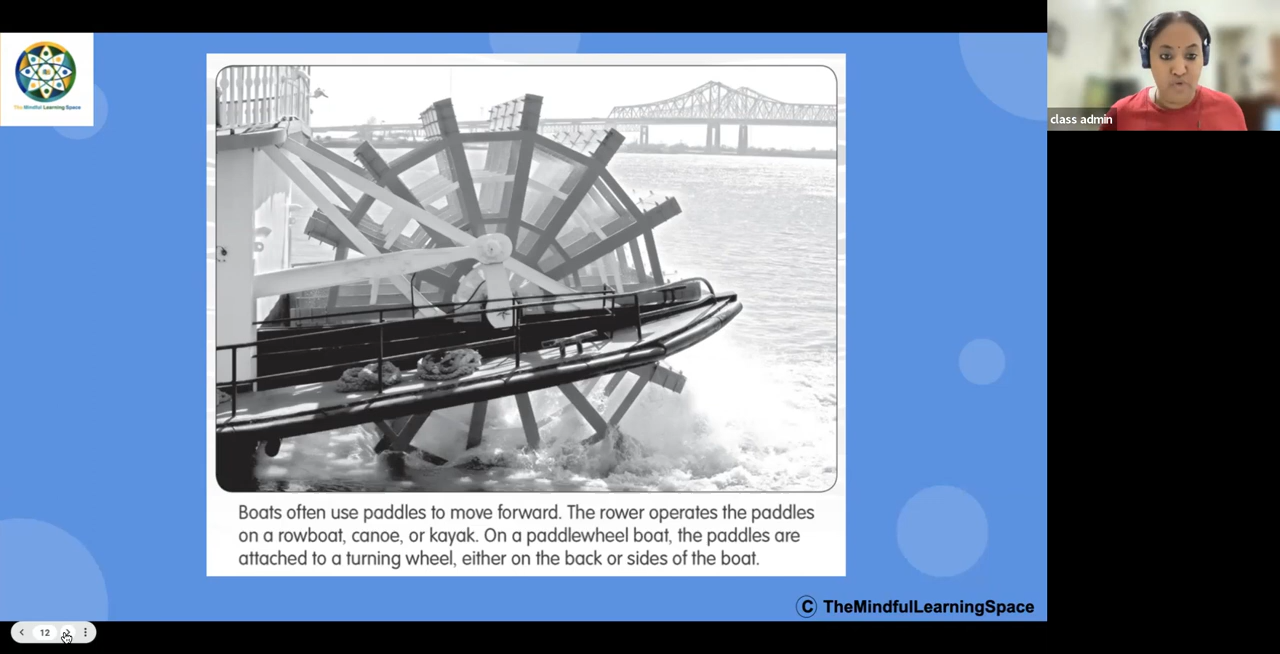 The Mindful Learning Space
class admin
Boats often use paddles to move forward. The rower operates the paddles
on a rowboat, canoe, or kayak. On a paddlewheel boat, the paddles are
attached to a turning wheel, either on the back or sides of the boat.
© TheMindfulLearningSpace
12